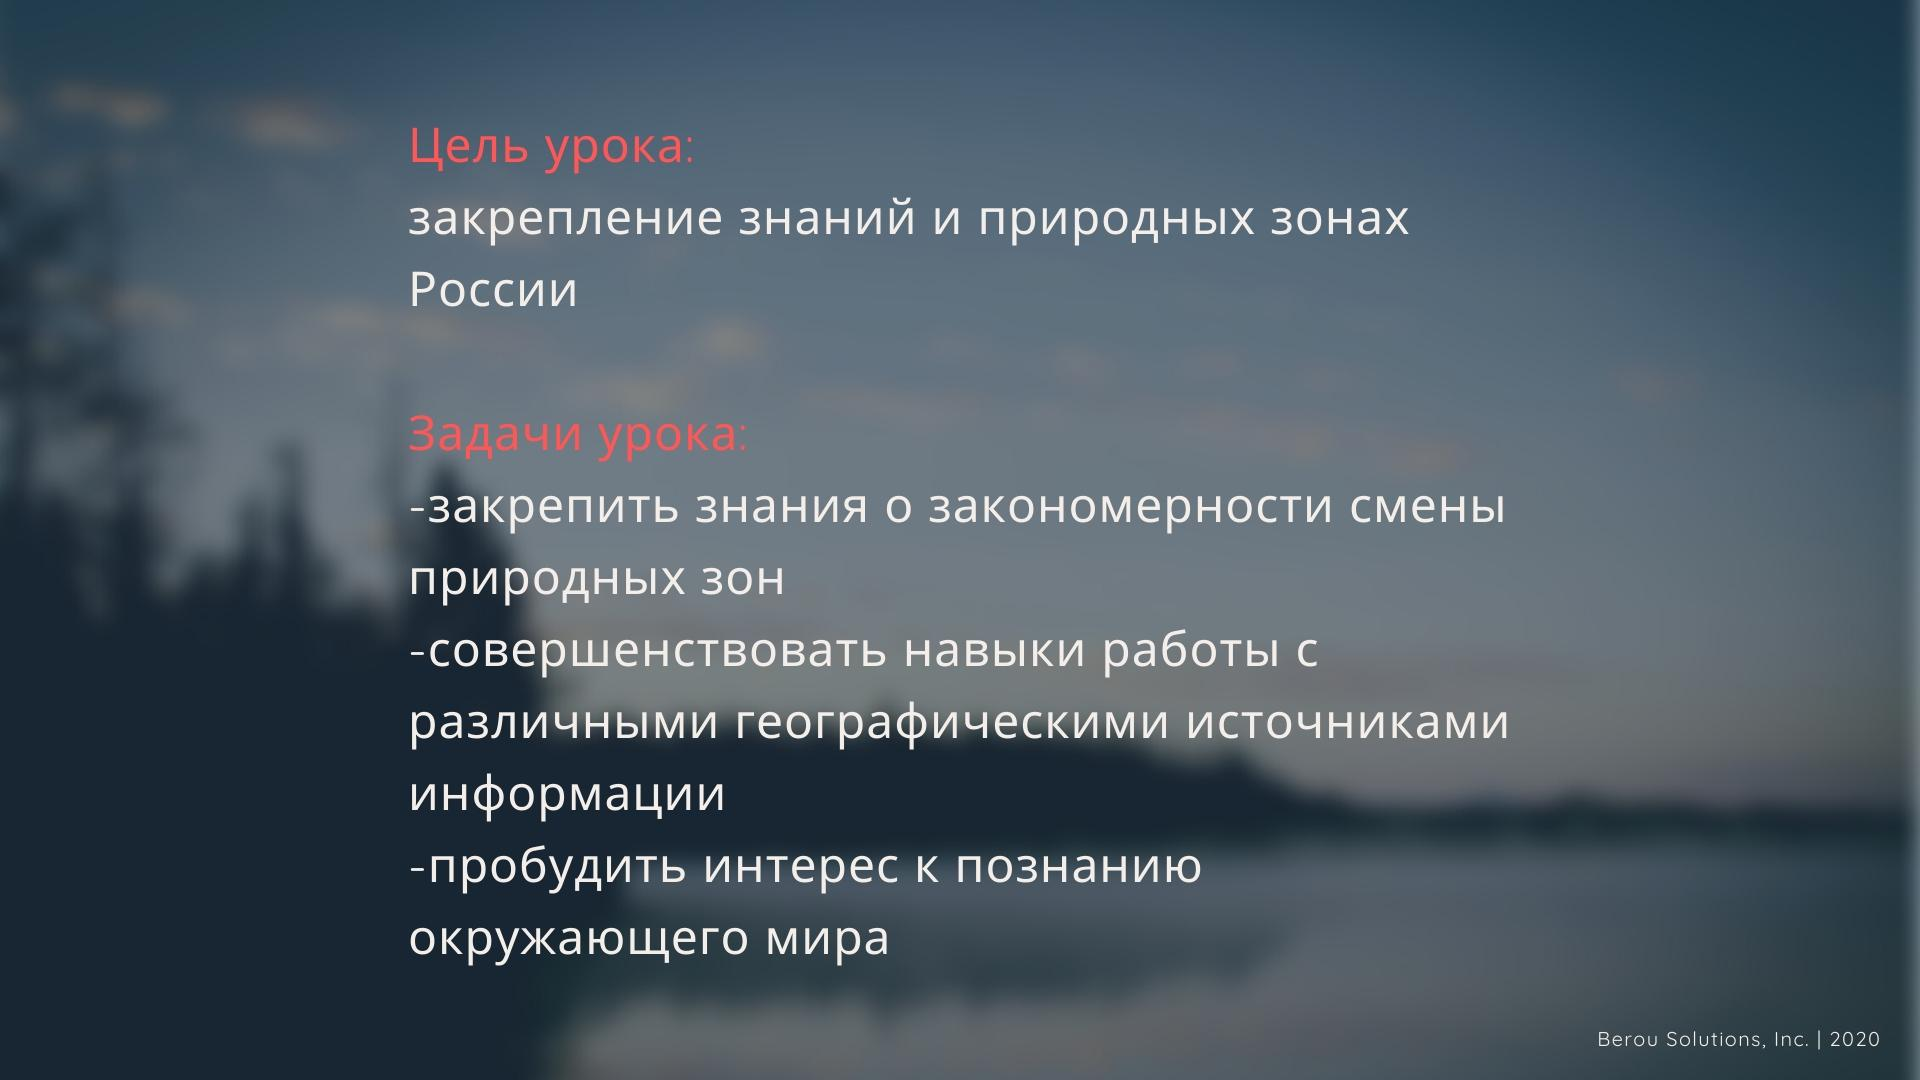 Цель урока:
закрепление знаний и природных зонах
России
Задачи урока:
-закрепить знания о закономерности смены
природных зон
-совершенствовать навыки работы с
различными географическими источниками
информации
-пробудить интерес к познанию
окружающего мира
Berou Solutions, Inc. | 2020